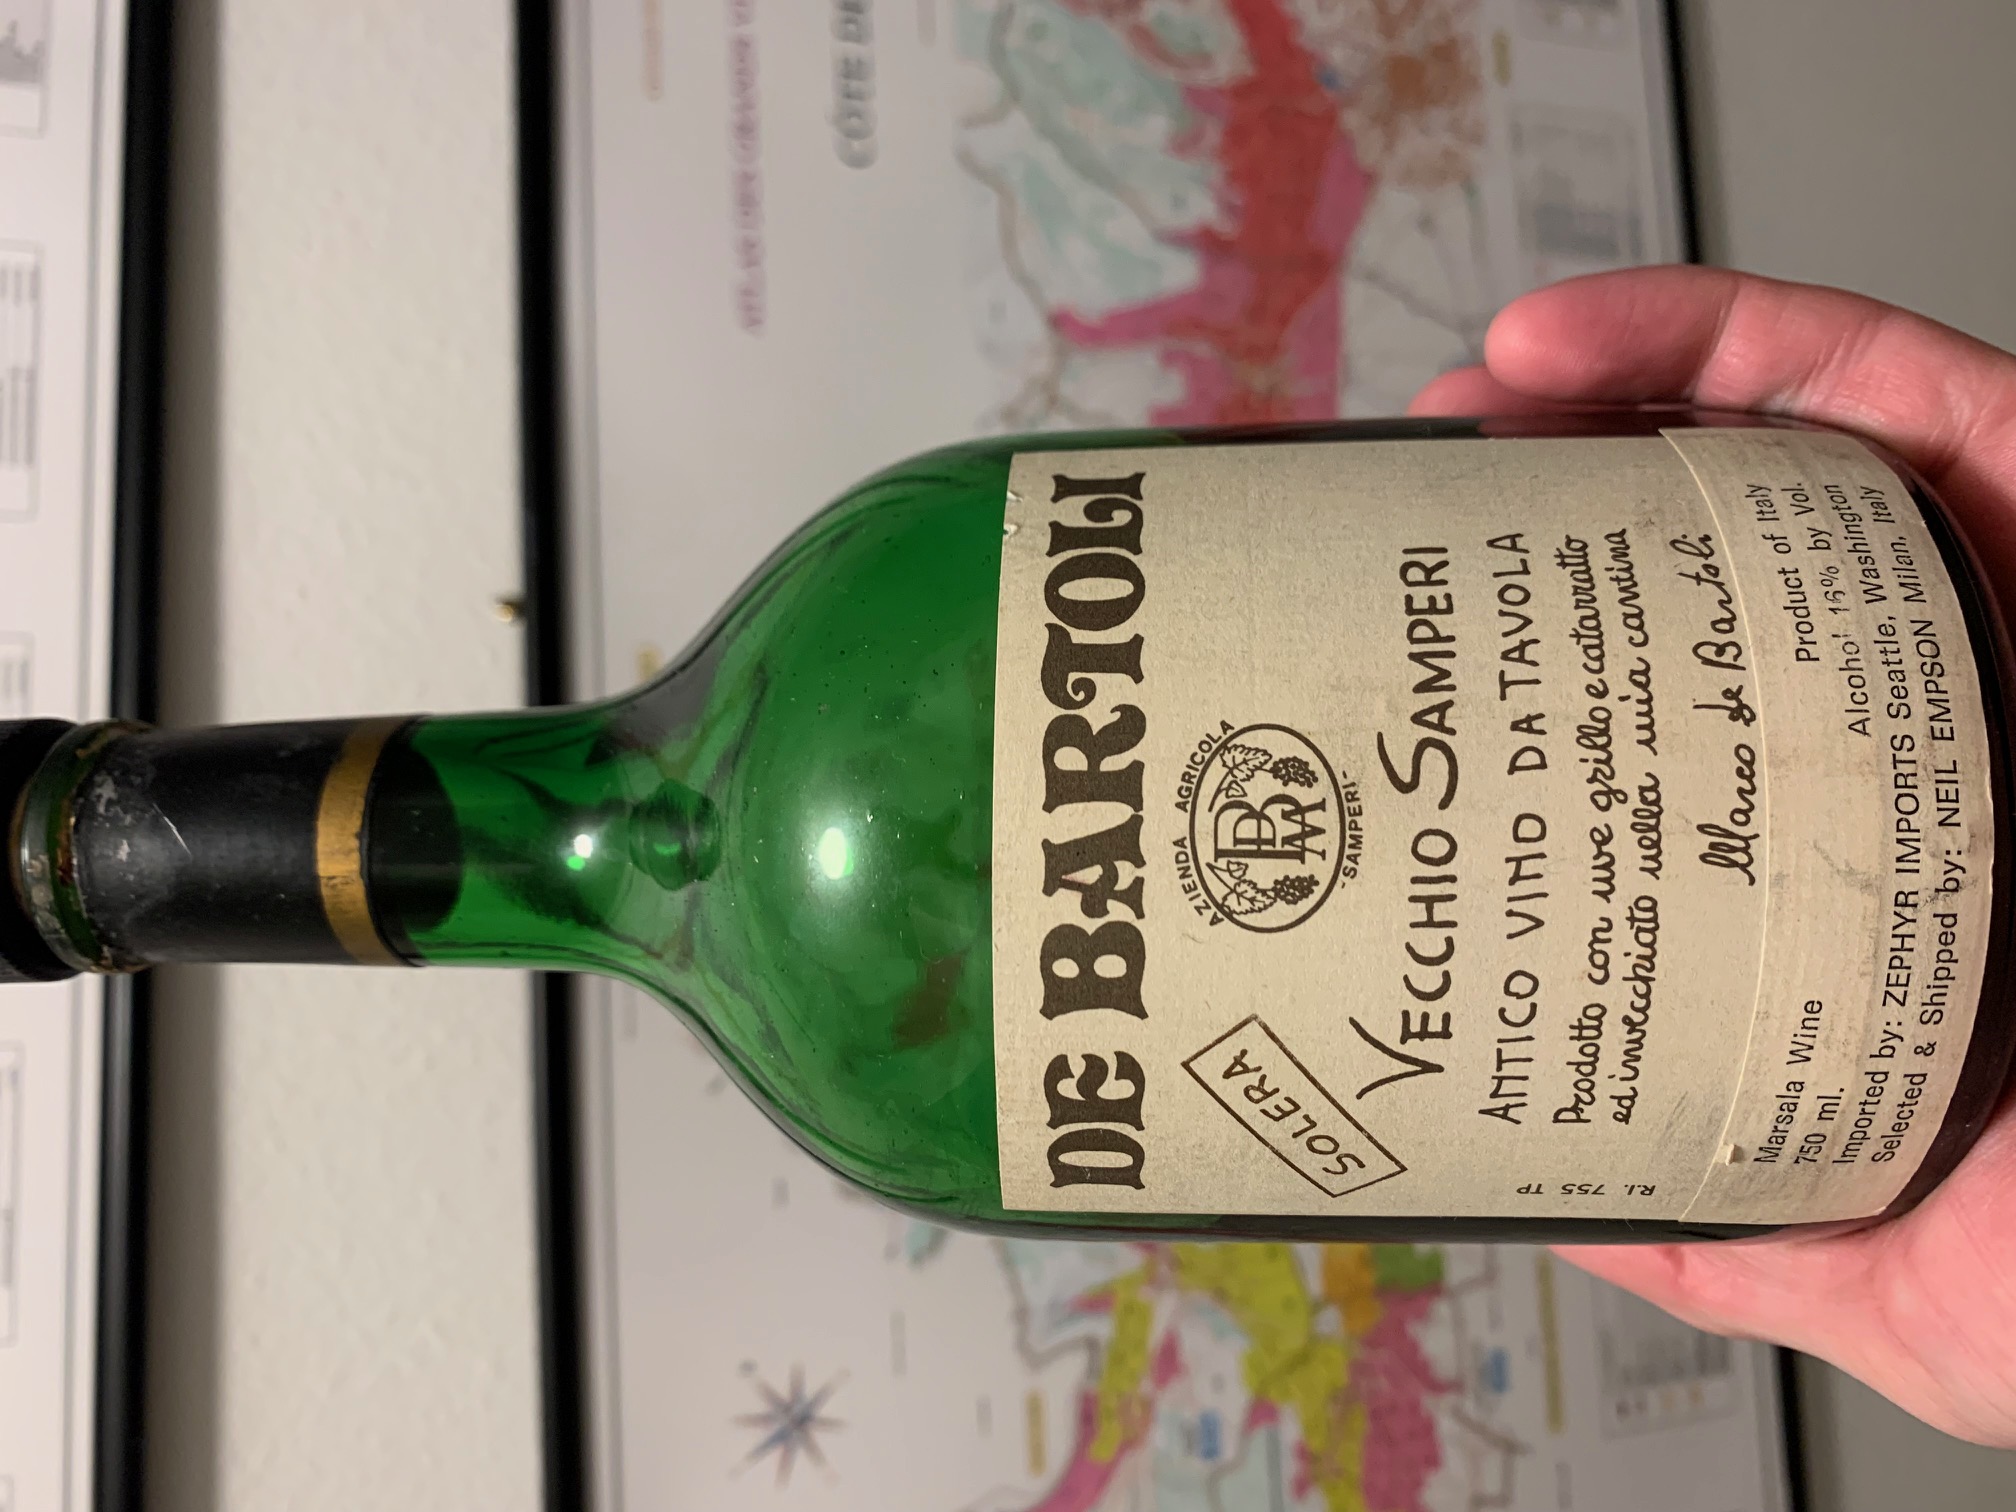 DE BARTOLI
AZIENDA AGRICOLA
-SAMPERI-
SOLERA
VECCHIO SAMPERI
ANTICO VINO DA TAVOLA
Prodotto con uve grillo e catarratto
ed invecchiato nella mia cantina
Marco de Bartoli
R.I. 755 TP
Marsala Wine Product of Italy
750 ml. Alcohol 16% by Vol.
Imported by: ZEPHYR IMPORTS Seattle, Washington
Selected & Shipped by: NEIL EMPSON Milan, Italy
CÔTE DE